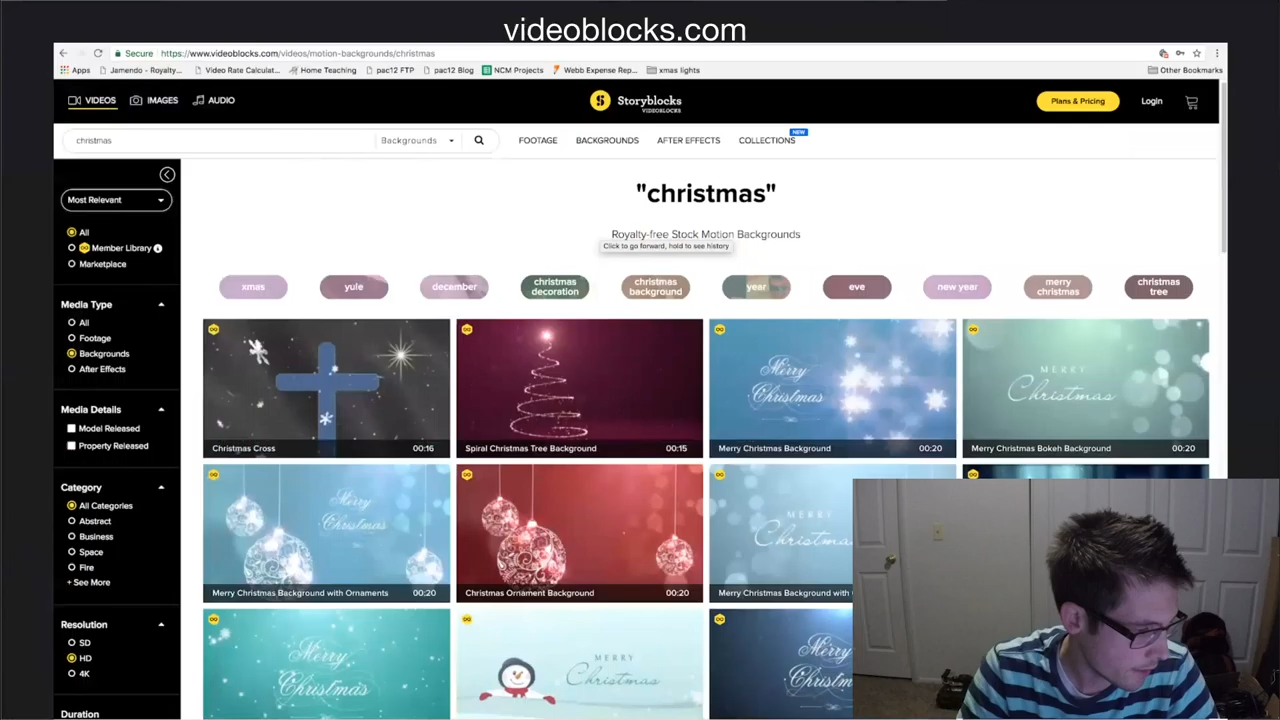 videoblocks.com
Secure https://www.videoblocks.com/videos/motion-backgrounds/christmas
Apps Jamendo - Royalty... Video Rate Calculat... Home Teaching pac12 FTP pac12 Blog NCM Projects Webb Expense Rep... xmas lights Other Bookmarks
VIDEOS IMAGES AUDIO Storyblocks VIDEOBLOCKS Plans & Pricing Login
christmas Backgrounds FOOTAGE BACKGROUNDS AFTER EFFECTS COLLECTIONS NEW
Most Relevant
All
Member Library
Marketplace
Media Type
All
Footage
Backgrounds
After Effects
Media Details
Model Released
Property Released
Category
All Categories
Abstract
Business
Space
Fire
+ See More
Resolution
SD
HD
4K
Duration
"christmas"
Royalty-free Stock Motion Backgrounds
Click to go forward, hold to see history
xmas yule december christmas decoration christmas background year eve new year merry christmas christmas tree
Merry Christmas
MERRY Christmas
Christmas Cross 00:16 Spiral Christmas Tree Background 00:15 Merry Christmas Background 00:20 Merry Christmas Bokeh Background 00:20
Merry Christmas
MERRY Christmas
Merry Christmas Background with Ornaments 00:20 Christmas Ornament Background 00:20 Merry Christmas Background with
Merry Christmas
MERRY Christmas
Merry